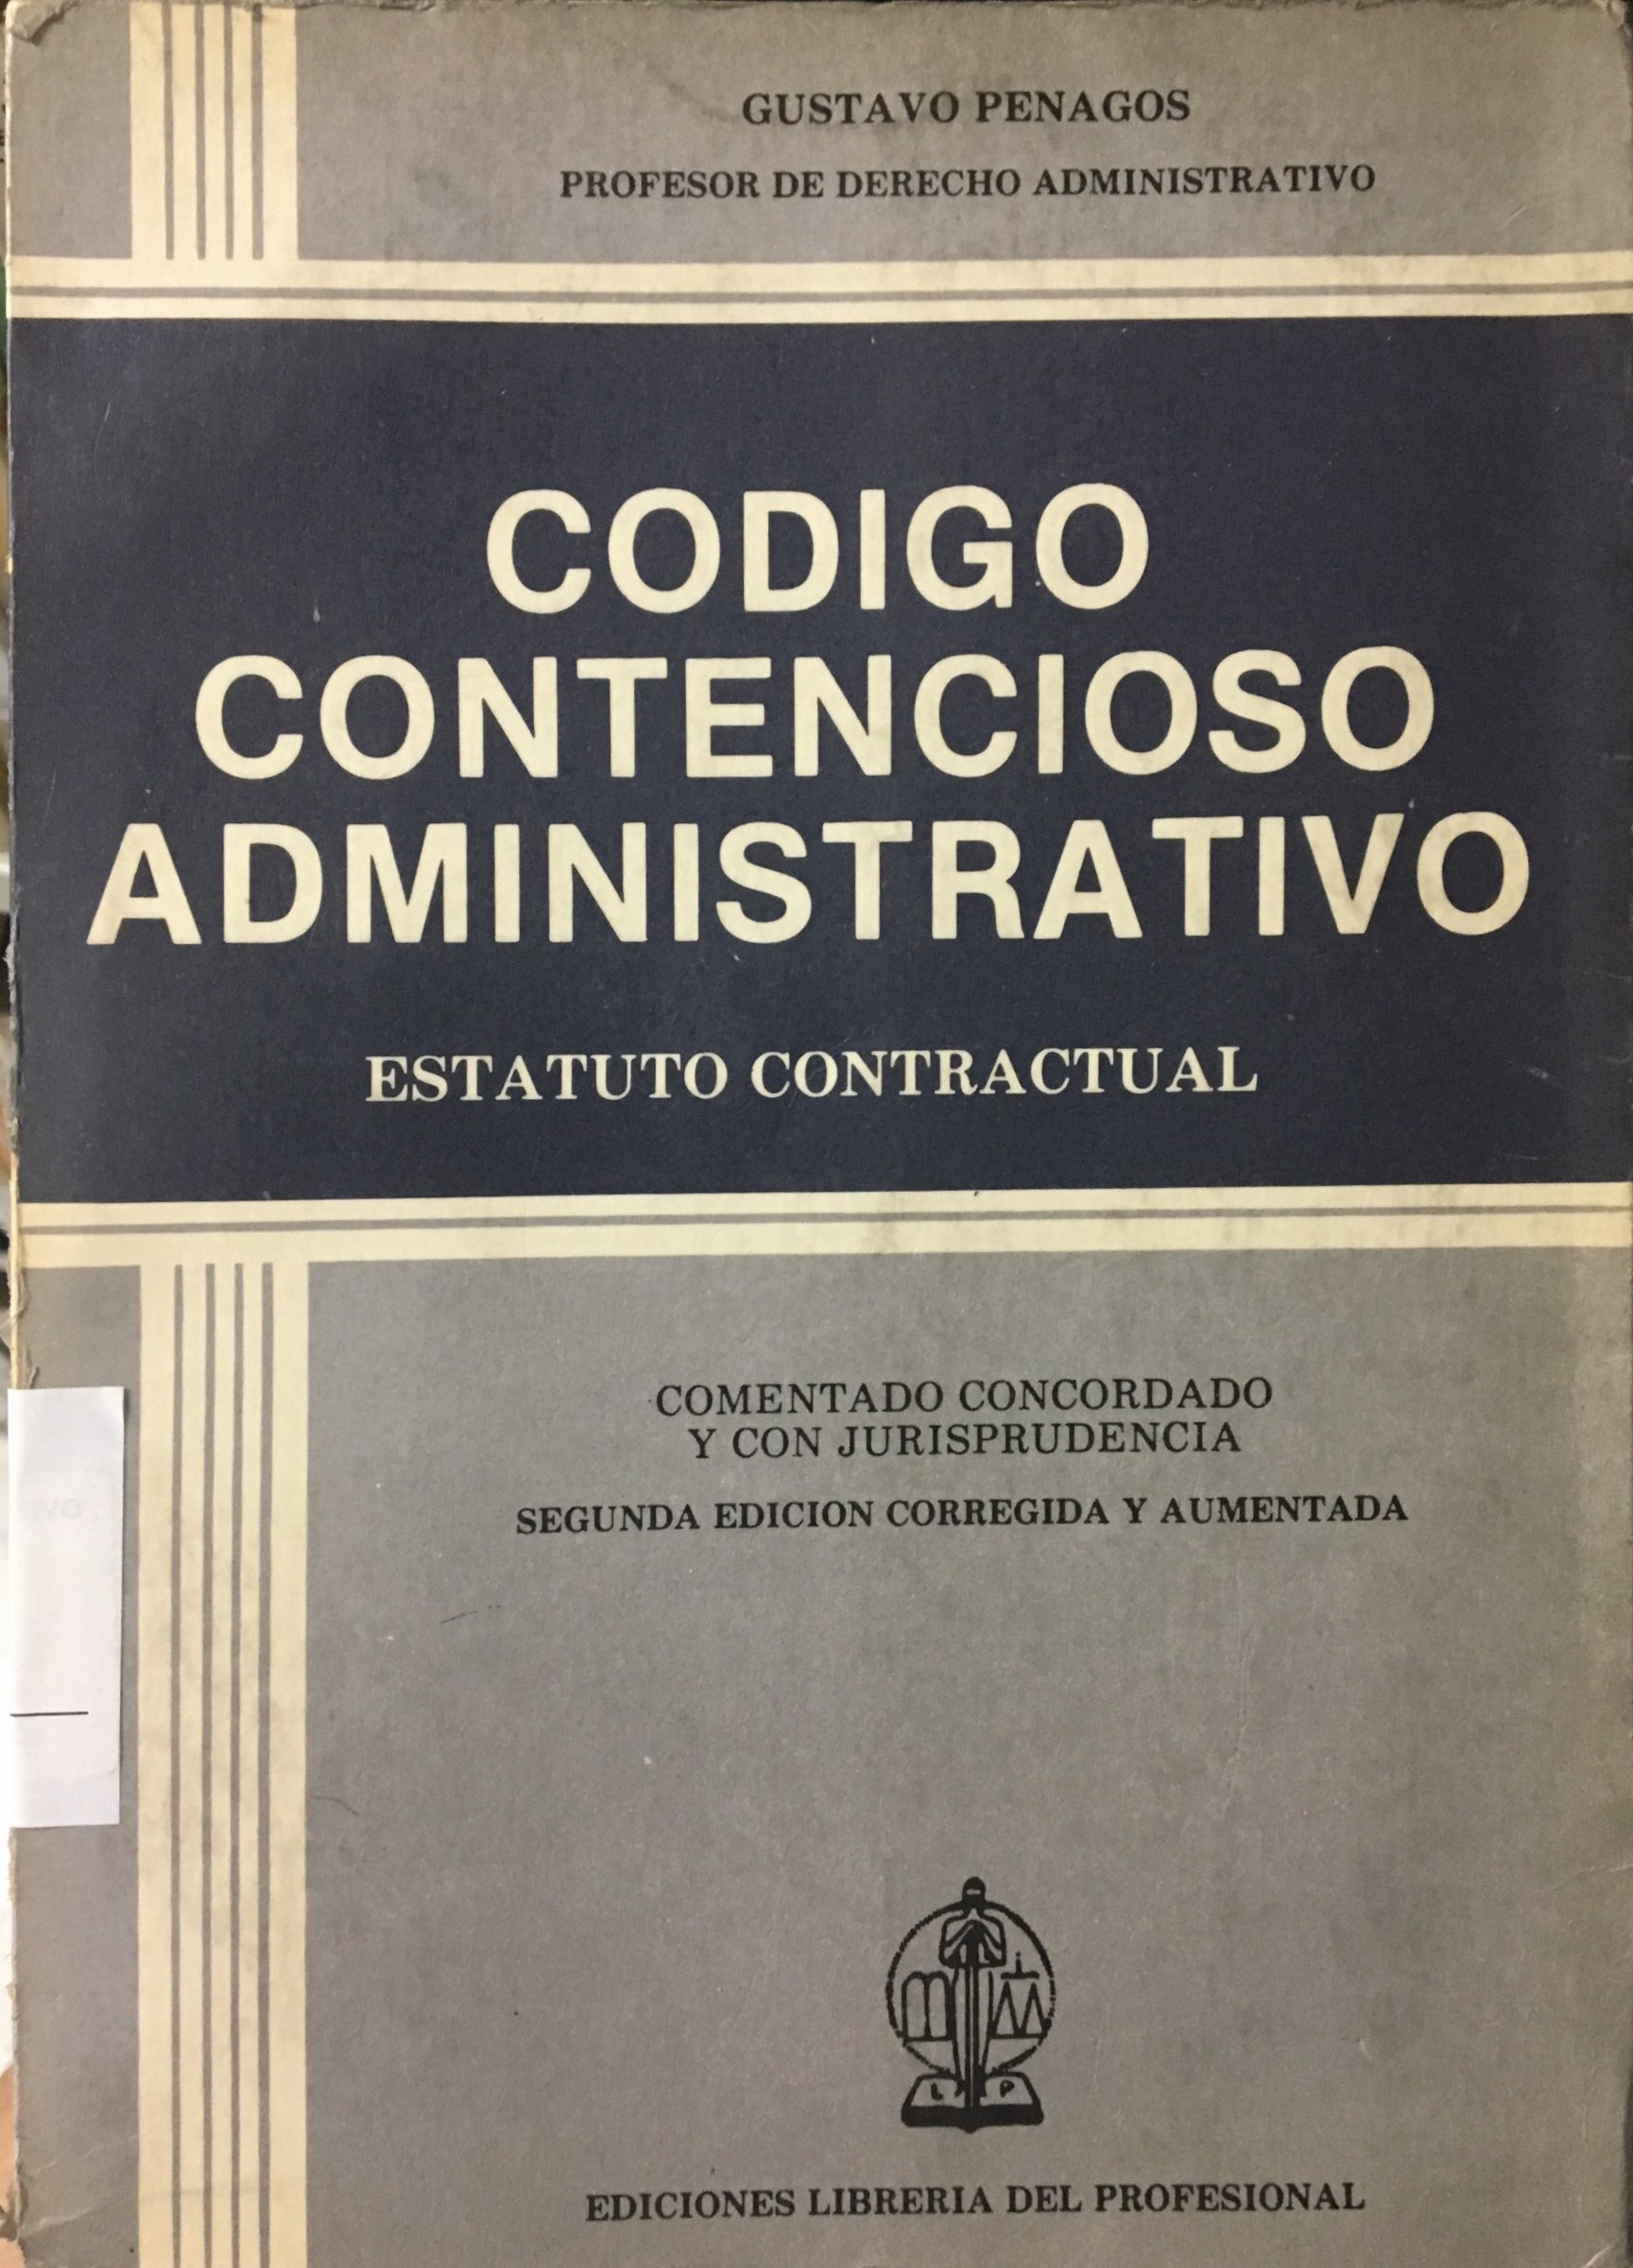 GUSTAVO PENAGOS
PROFESOR DE DERECHO ADMINISTRATIVO
CODIGO
CONTENCIOSO
ADMINISTRATIVO
ESTATUTO CONTRACTUAL
COMENTADO CONCORDADO
Y CON JURISPRUDENCIA
SEGUNDA EDICION CORREGIDA Y AUMENTADA
L P
EDICIONES LIBRERIA DEL PROFESIONAL